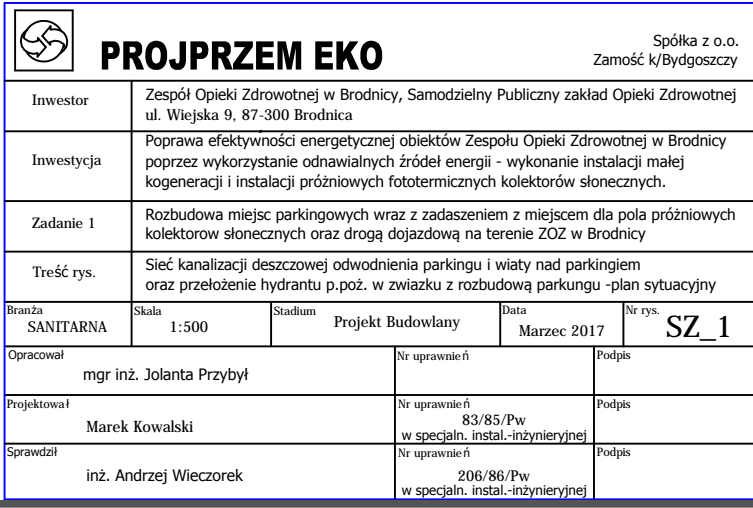 PROJPRZEM EKO
Spółka z o.o.
Zamość k/Bydgoszczy
Inwestor
Zespół Opieki Zdrowotnej w Brodnicy, Samodzielny Publiczny zakład Opieki Zdrowotnej
ul. Wiejska 9, 87-300 Brodnica
Inwestycja
Poprawa efektywności energetycznej obiektów Zespołu Opieki Zdrowotnej w Brodnicy
poprzez wykorzystanie odnawialnych źródeł energii - wykonanie instalacji małej
kogeneracji i instalacji próżniowych fototermicznych kolektorów słonecznych.
Zadanie 1
Rozbudowa miejsc parkingowych wraz z zadaszeniem z miejscem dla pola próżniowych
kolektorow słonecznych oraz drogą dojazdową na terenie ZOZ w Brodnicy
Treść rys.
Sieć kanalizacji deszczowej odwodnienia parkingu i wiaty nad parkingiem
oraz przełożenie hydrantu p.poż. w zwiazku z rozbudową parkungu -plan sytuacyjny
Branża
SANITARNA
Skala
1:500
Stadium
Projekt Budowlany
Data
Marzec 2017
Nr rys.
SZ_1
Opracował
mgr inż. Jolanta Przybył
Nr uprawnień
Podpis
Projektował
Marek Kowalski
Nr uprawnień
83/85/Pw
w specjaln. instal.-inżynieryjnej
Podpis
Sprawdził
inż. Andrzej Wieczorek
Nr uprawnień
206/86/Pw
w specjaln. instal.-inżynieryjnej
Podpis